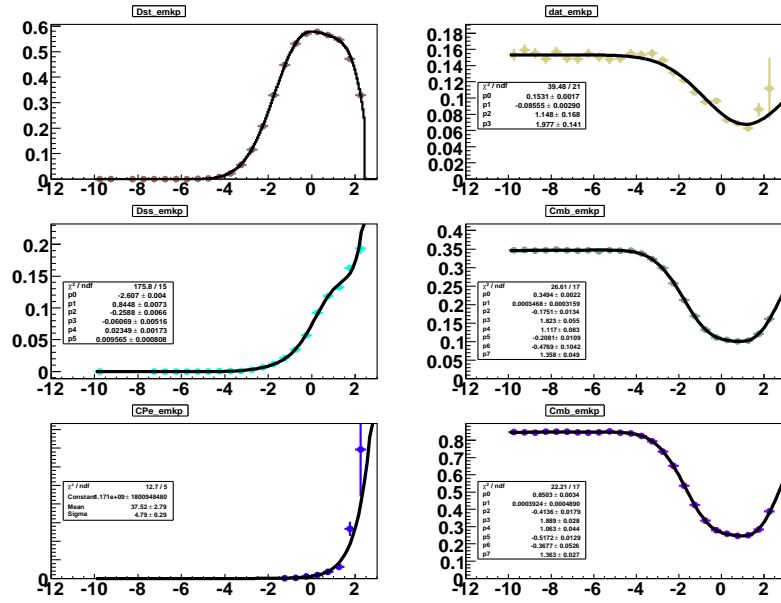 Dst_emkp
0.6
0.5
0.4
0.3
0.2
0.1
0
-12 -10 -8 -6 -4 -2 0 2
dat_emkp
0.18
0.16
0.14
0.12
0.1
0.08
0.06
0.04
0.02
0
-12 -10 -8 -6 -4 -2 0 2
χ² / ndf 39.48 / 21
p0 0.1531 ± 0.0017
p1 -0.08555 ± 0.00290
p2 1.148 ± 0.168
p3 1.977 ± 0.141
Dss_emkp
0.2
0.15
0.1
0.05
0
-12 -10 -8 -6 -4 -2 0 2
χ² / ndf 175.8 / 15
p0 -2.607 ± 0.004
p1 0.8448 ± 0.0073
p2 -0.2588 ± 0.0066
p3 -0.06069 ± 0.00516
p4 0.02349 ± 0.00173
p5 0.009565 ± 0.000808
Cmb_emkp
0.4
0.35
0.3
0.25
0.2
0.15
0.1
0.05
0
-12 -10 -8 -6 -4 -2 0 2
χ² / ndf 26.61 / 17
p0 0.3494 ± 0.0022
p1 0.0003468 ± 0.0003159
p2 -0.1751 ± 0.0134
p3 1.823 ± 0.055
p4 1.117 ± 0.083
p5 -0.2081 ± 0.0109
p6 -0.4769 ± 0.1042
p7 1.358 ± 0.049
CPe_emkp
0
-12 -10 -8 -6 -4 -2 0 2
χ² / ndf 12.7 / 5
Constant .171e+09 ± 1800948480
Mean 37.52 ± 2.79
Sigma 4.79 ± 0.29
Cmb_emkp
0.8
0.7
0.6
0.5
0.4
0.3
0.2
0.1
0
-12 -10 -8 -6 -4 -2 0 2
χ² / ndf 22.21 / 17
p0 0.8503 ± 0.0034
p1 0.0003924 ± 0.0004890
p2 -0.4136 ± 0.0179
p3 1.889 ± 0.028
p4 1.063 ± 0.044
p5 -0.5172 ± 0.0129
p6 -0.3677 ± 0.0526
p7 1.363 ± 0.027